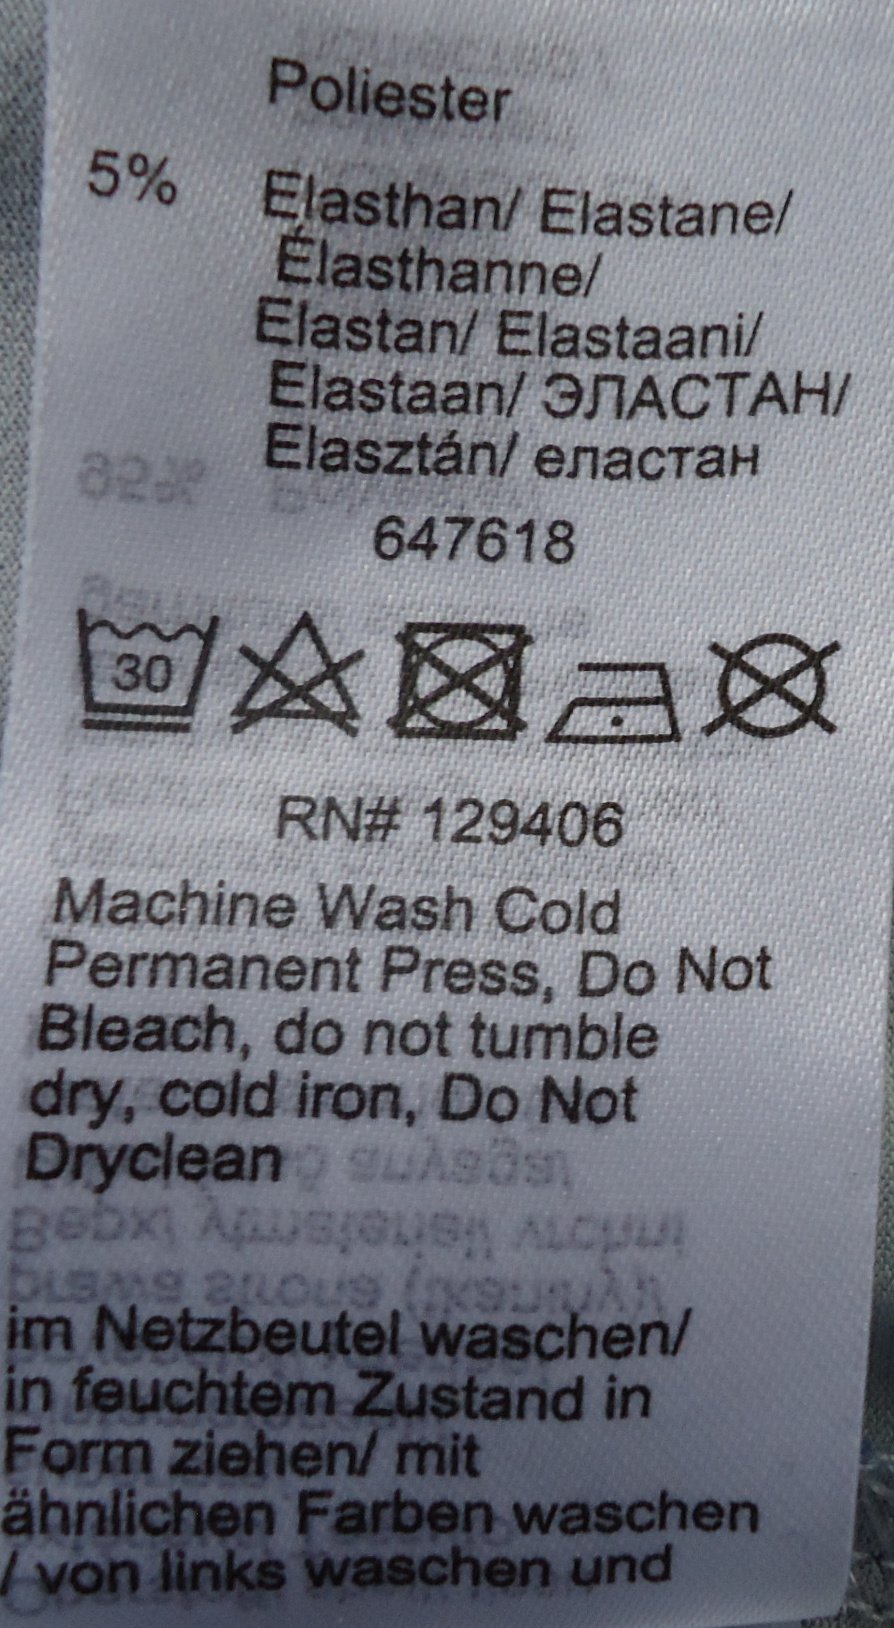 Poliester
5% Elasthan/ Elastane/
Élasthanne/
Elastan/ Elastaani/
Elastaan/ ЭЛАСТАН/
Elasztán/ еластан
647618
30
RN# 129406
Machine Wash Cold
Permanent Press, Do Not
Bleach, do not tumble
dry, cold iron, Do Not
Dryclean
im Netzbeutel waschen/
in feuchtem Zustand in
Form ziehen/ mit
ähnlichen Farben waschen
/ von links waschen und